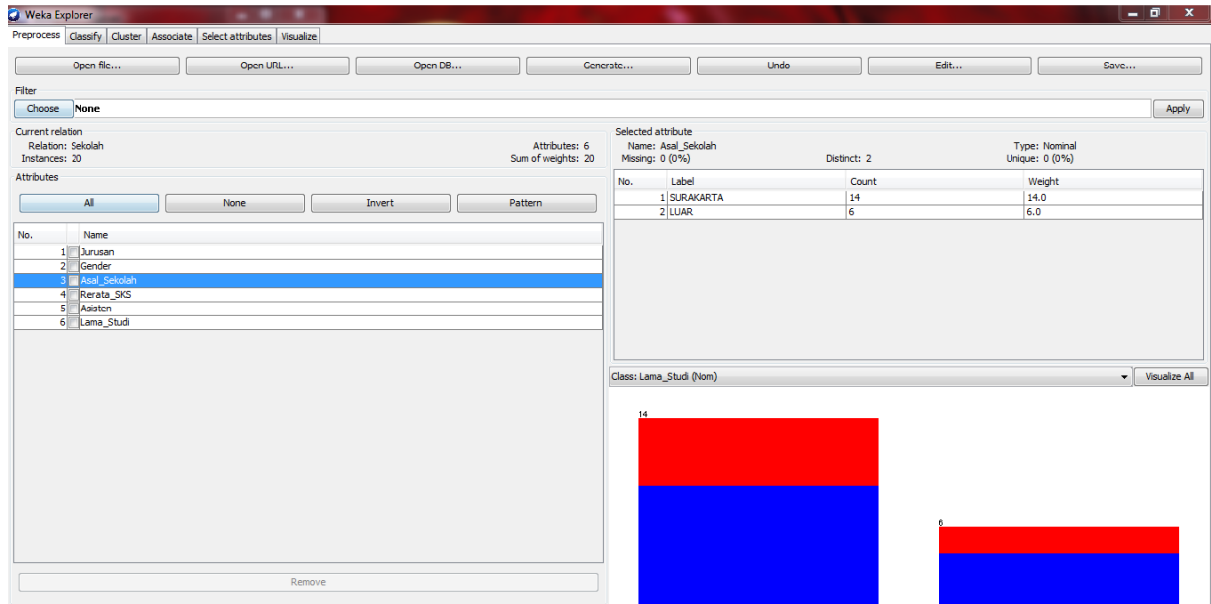 Weka Explorer
Preprocess Classify Cluster Associate Select attributes Visualize
Open file... Open URL... Open DB... Generate... Undo Edit... Save...
Filter
Choose None Apply
Current relation
Relation: Sekolah Attributes: 6
Instances: 20 Sum of weights: 20
Attributes
All None Invert Pattern
No. Name
1 Jurusan
2 Gender
3 Asal_Sekolah
4 Rerata_SKS
5 Asisten
6 Lama_Studi
Remove
Selected attribute
Name: Asal_Sekolah Type: Nominal
Missing: 0 (0%) Distinct: 2 Unique: 0 (0%)
No. Label Count Weight
1 SURAKARTA 14 14.0
2 LUAR 6 6.0
Class: Lama_Studi (Nom) Visualize All
14
6